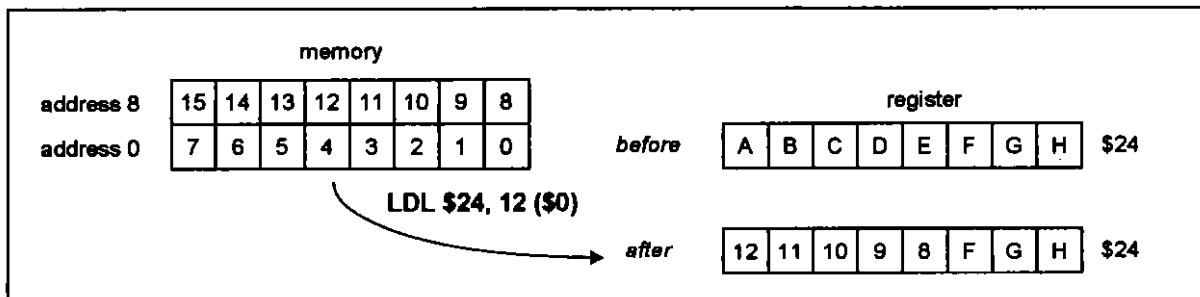 memory
address 8 15 14 13 12 11 10 9 8
register
address 0 7 6 5 4 3 2 1 0
before A B C D E F G H $24
LDL $24, 12 ($0)
after 12 11 10 9 8 F G H $24